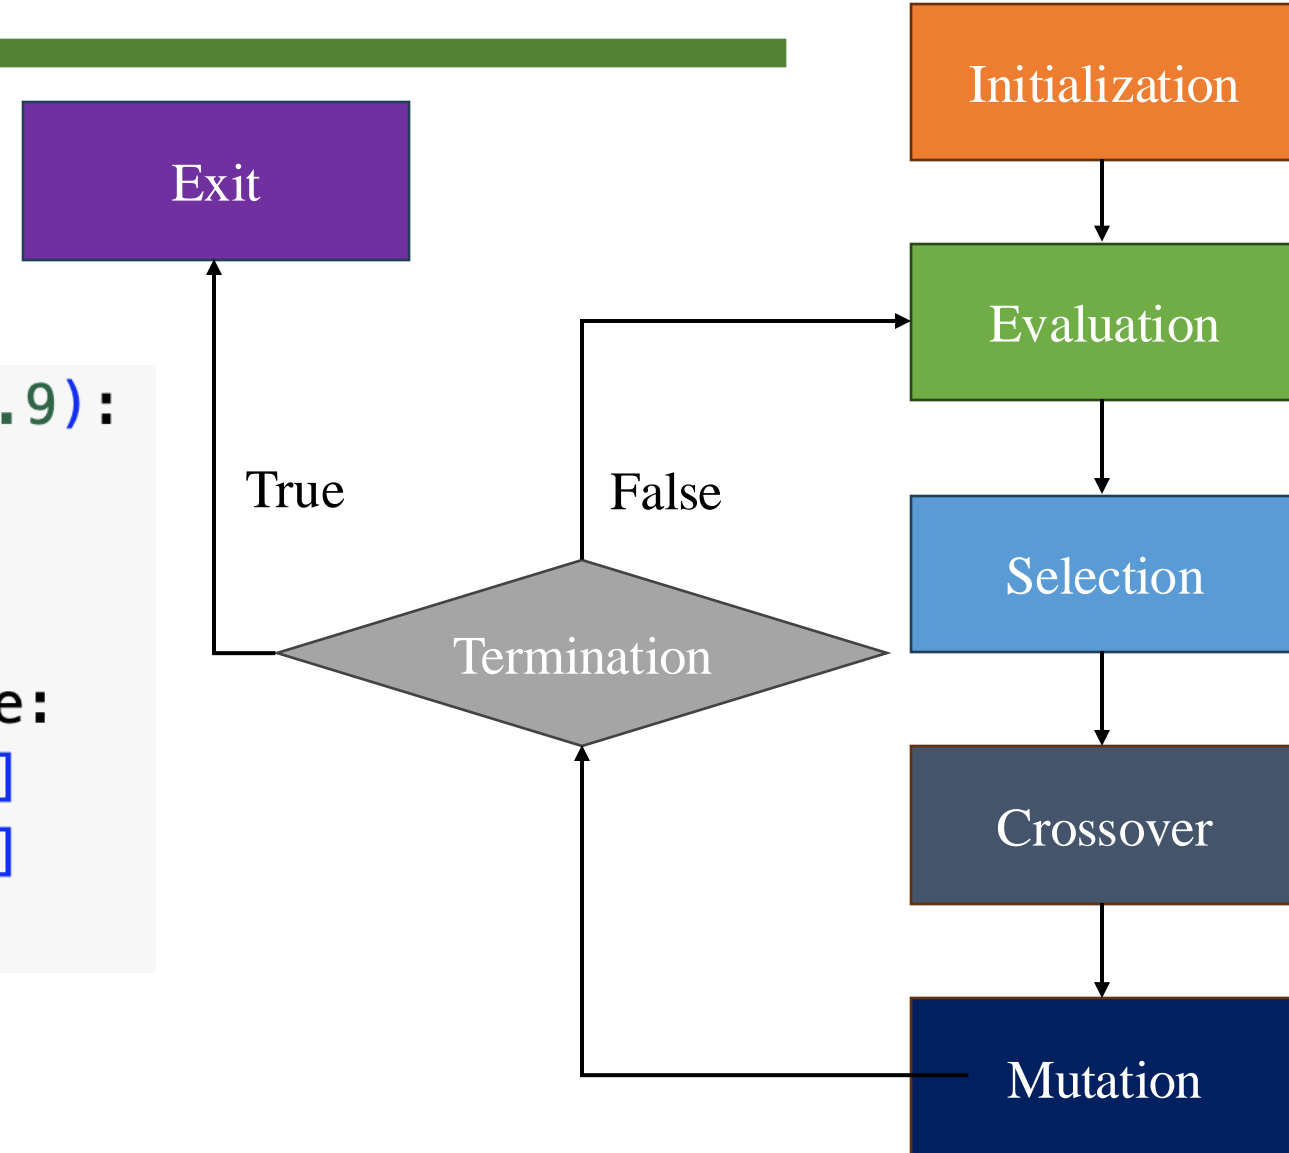 Initialization
Exit
Evaluation
.9):
True
False
Selection
Termination
e:
]
]
Crossover
Mutation